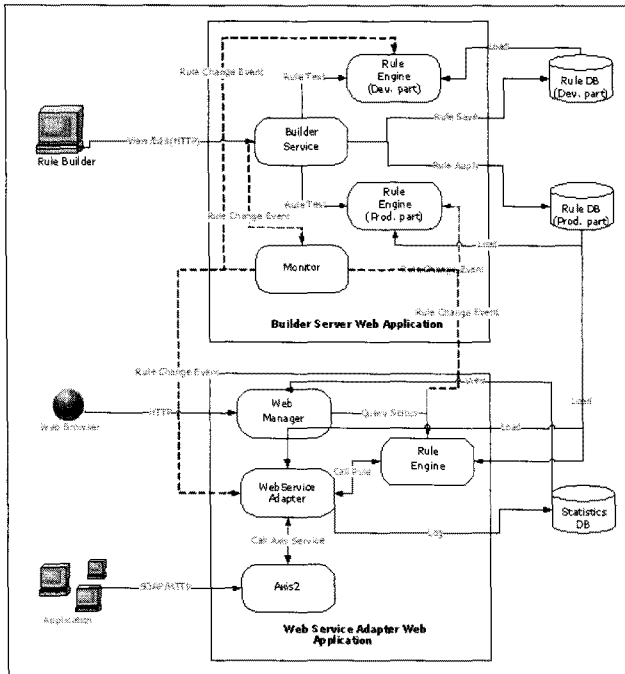 Rule Change Event
Rule Text
Rule
Engine
(Dev. part)
Load
Rule DB
(Dev. part)
Rule Builder
View/Edit(HTTP)
Builder
Service
Rule Save
Rule Apply
Rule Text
Rule
Engine
(Prod. part)
Rule DB
(Prod. part)
Rule Change Event
Load
Monitor
Rule Change Event
Builder Server Web Application
Rule Change Event
Rule Change Event
View
Web Browser
HTTP
Web
Manager
Query Status
Load
Load
Rule
Engine
Call Rule
WebService
Adapter
Log
Statistics
DB
Call Axis Service
Application
SOAP/HTTP
Axis2
Web Service Adapter Web
Application